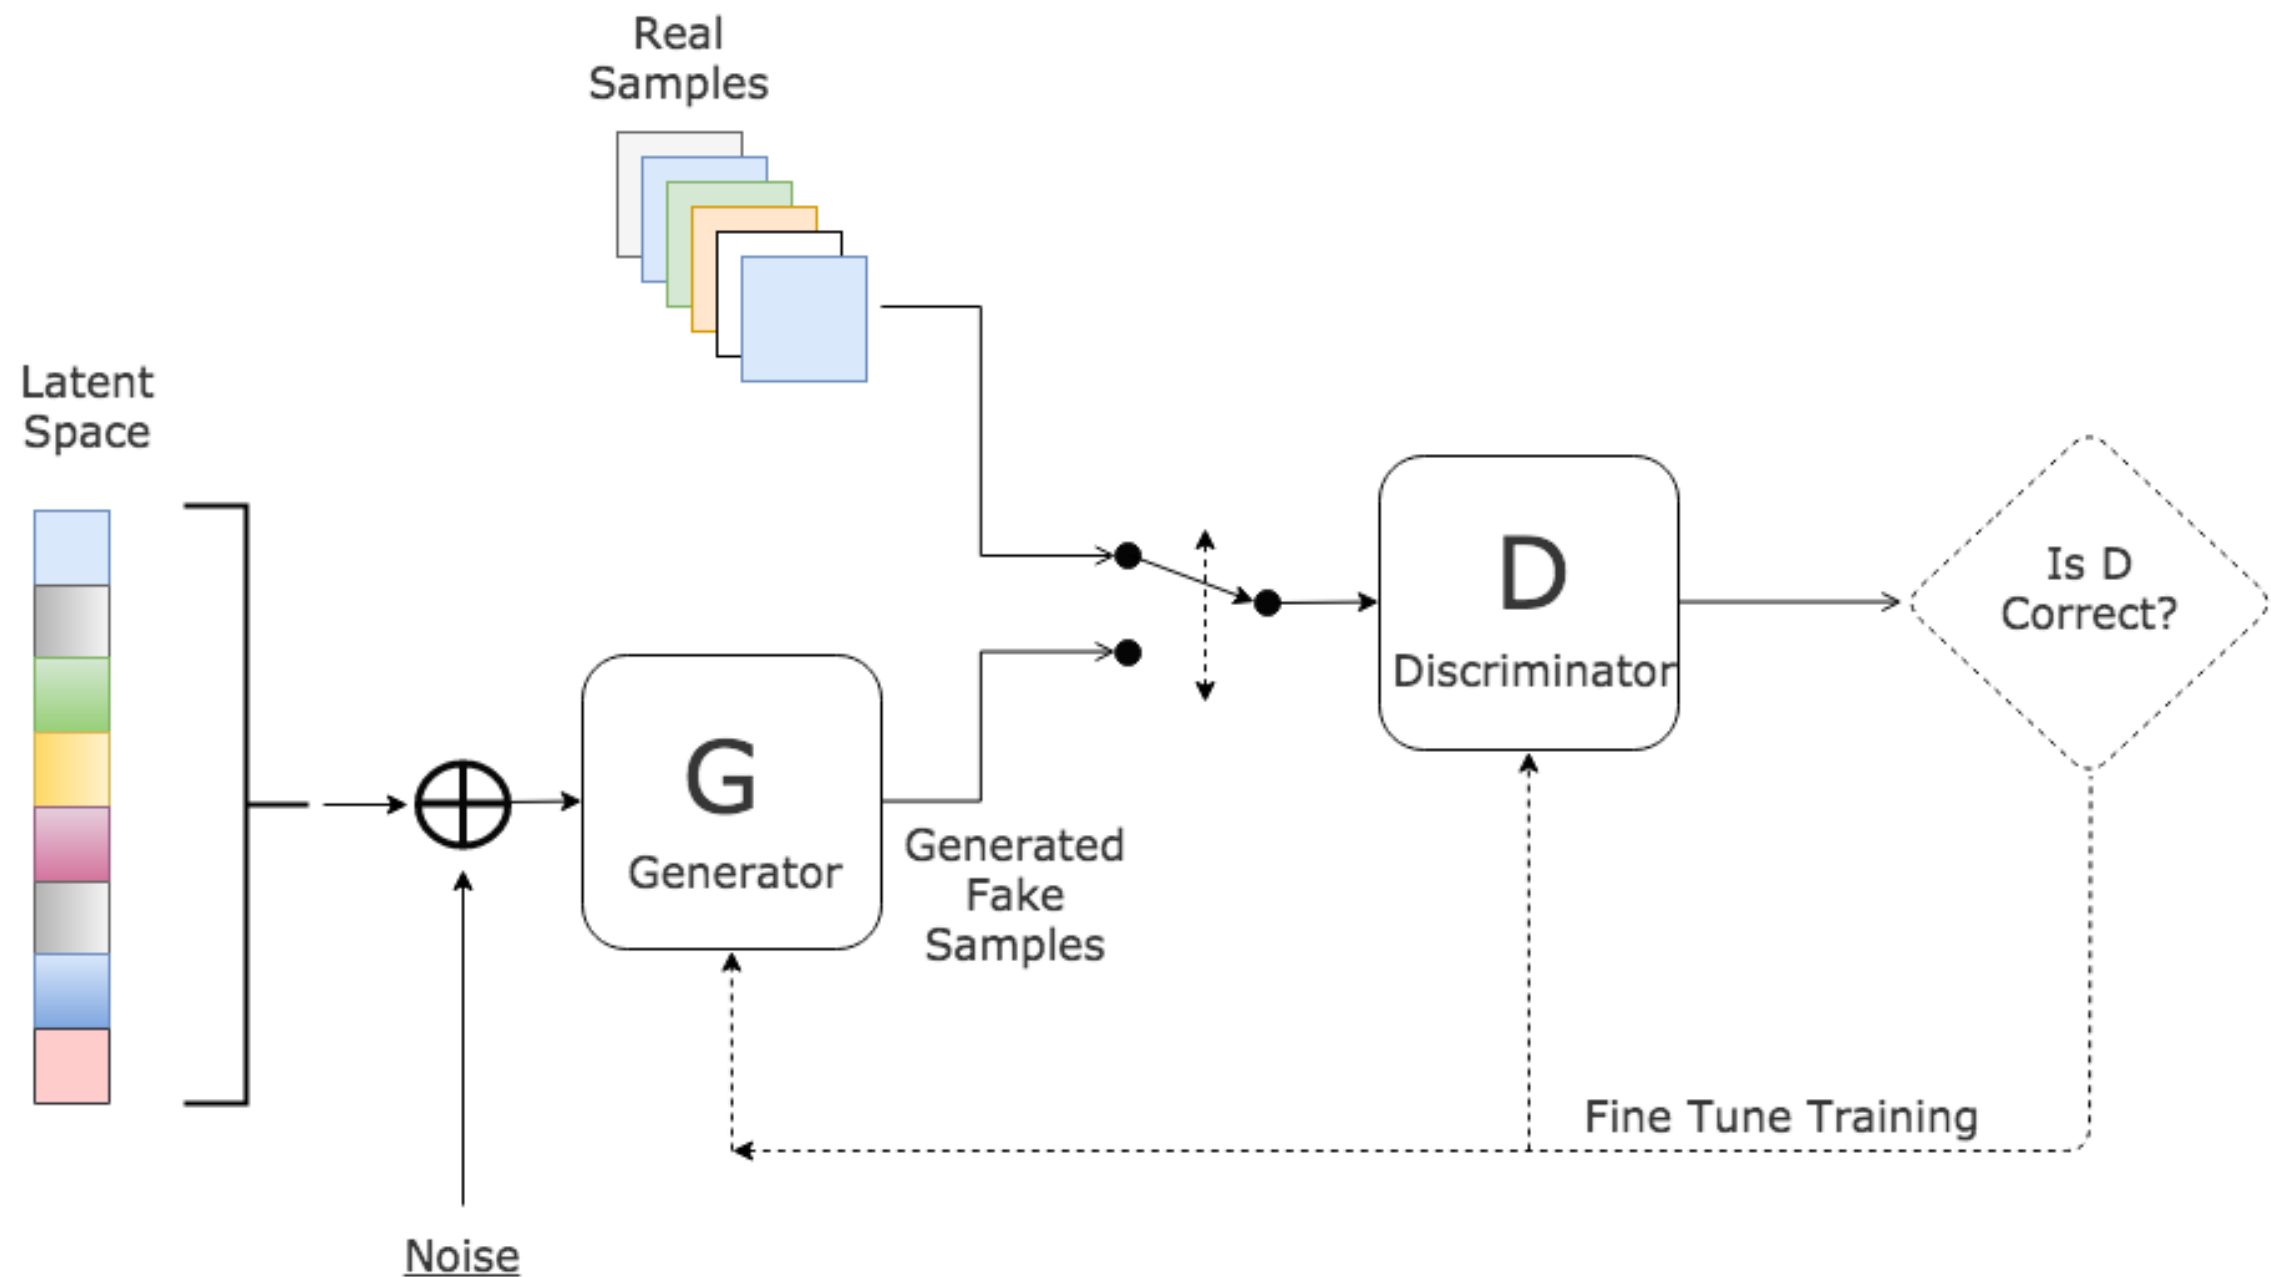 Real
Samples
Latent
Space
D
Discriminator
Is D
Correct?
G
Generator
Generated
Fake
Samples
Fine Tune Training
Noise